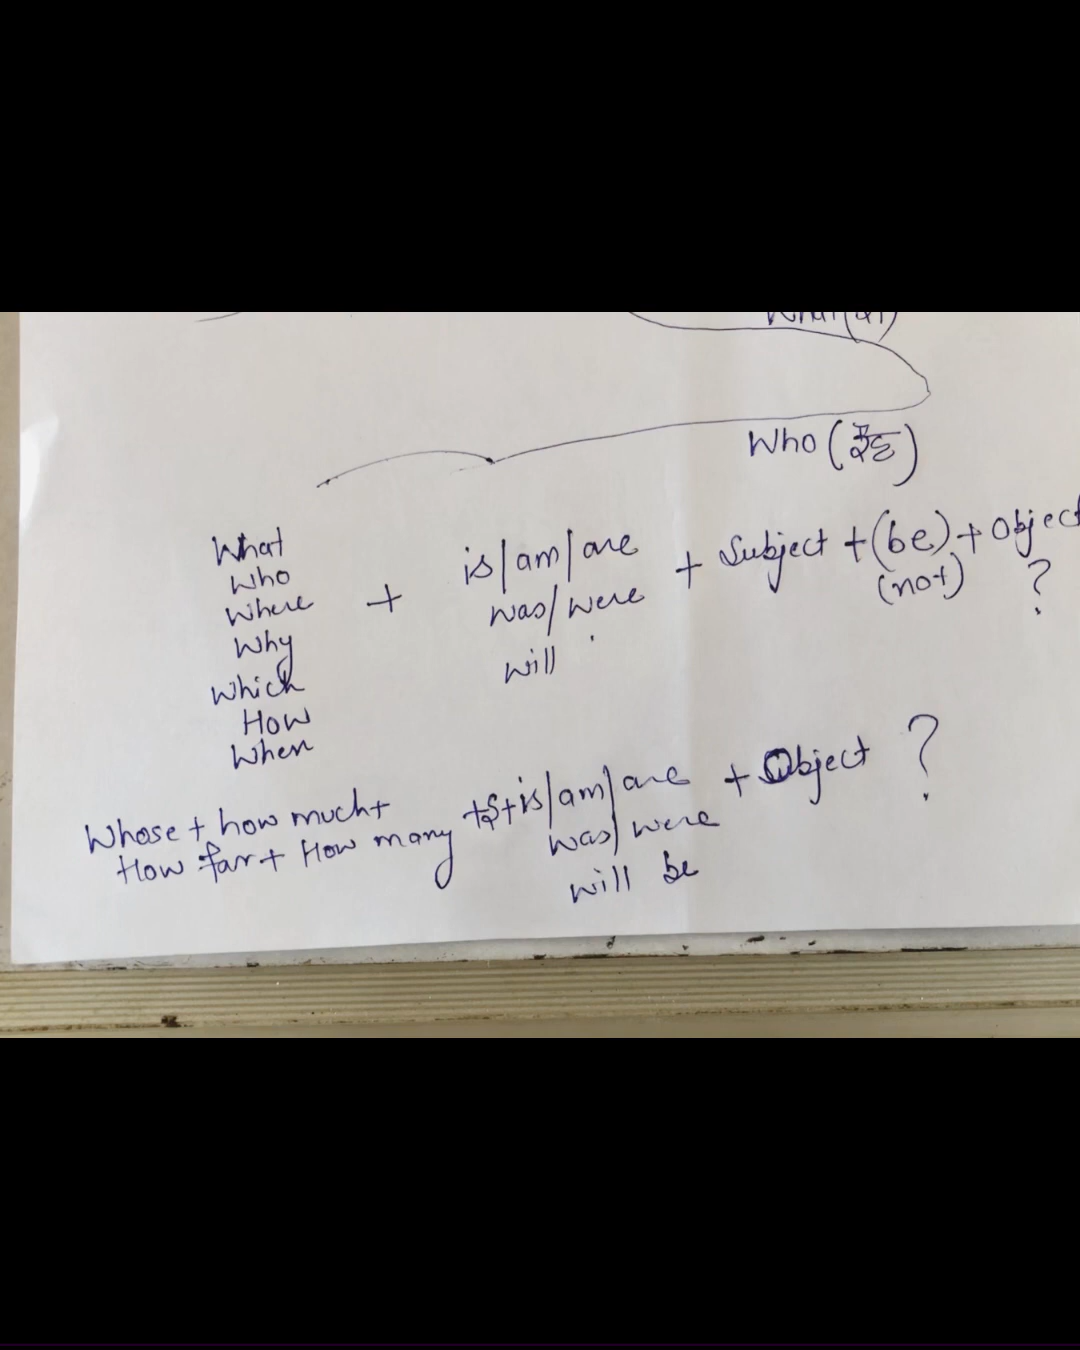 Who
What
Who
Where
Why
Which
How
When
+
is/am/are
was/were
will
+ Subject + (be) + Object
(not) ?
Whose + how much +
How far + How many
+S+ is/am/are
was/were
will be
+ Object ?